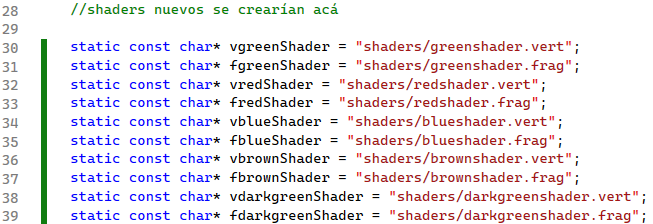 28 //shaders nuevos se crearían acá
29
30 static const char* vgreenShader = "shaders/greenshader.vert";
31 static const char* fgreenShader = "shaders/greenshader.frag";
32 static const char* vredShader = "shaders/redshader.vert";
33 static const char* fredShader = "shaders/redshader.frag";
34 static const char* vblueShader = "shaders/blueshader.vert";
35 static const char* fblueShader = "shaders/blueshader.frag";
36 static const char* vbrownShader = "shaders/brownshader.vert";
37 static const char* fbrownShader = "shaders/brownshader.frag";
38 static const char* vdarkgreenShader = "shaders/darkgreenshader.vert";
39 static const char* fdarkgreenShader = "shaders/darkgreenshader.frag";